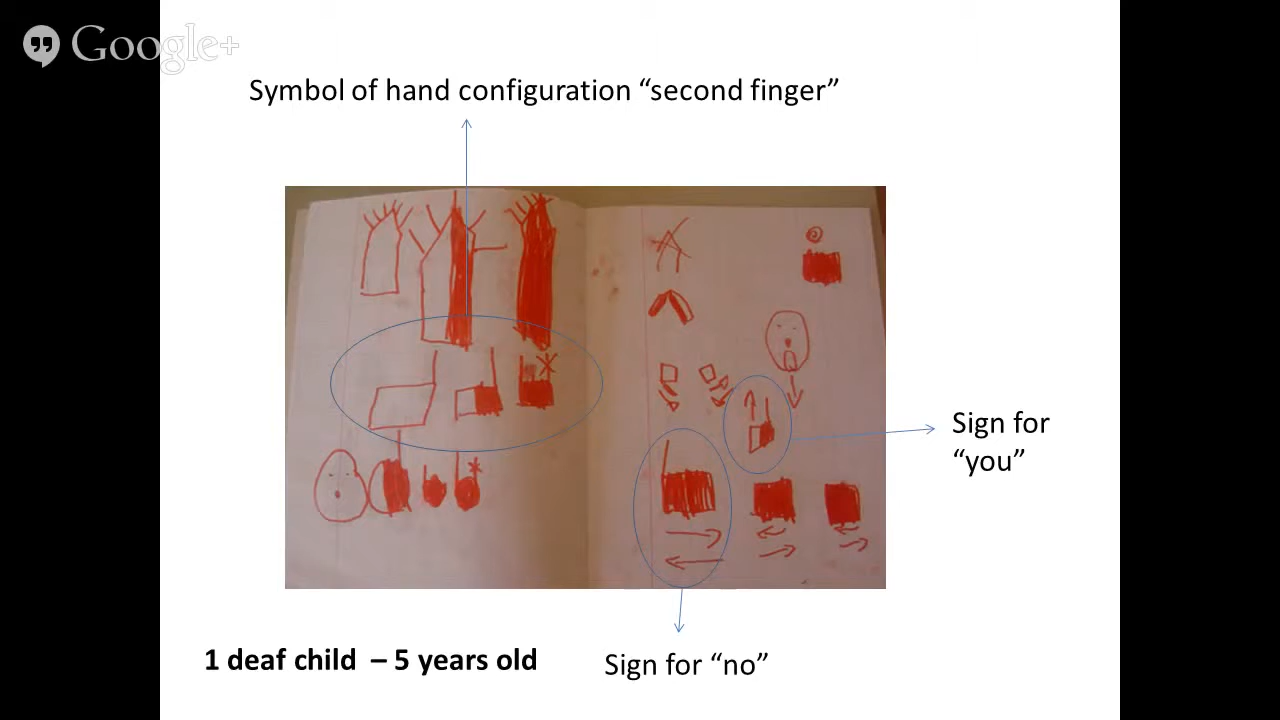 Google+
Symbol of hand configuration “second finger”
Sign for
“you”
1 deaf child – 5 years old
Sign for “no”